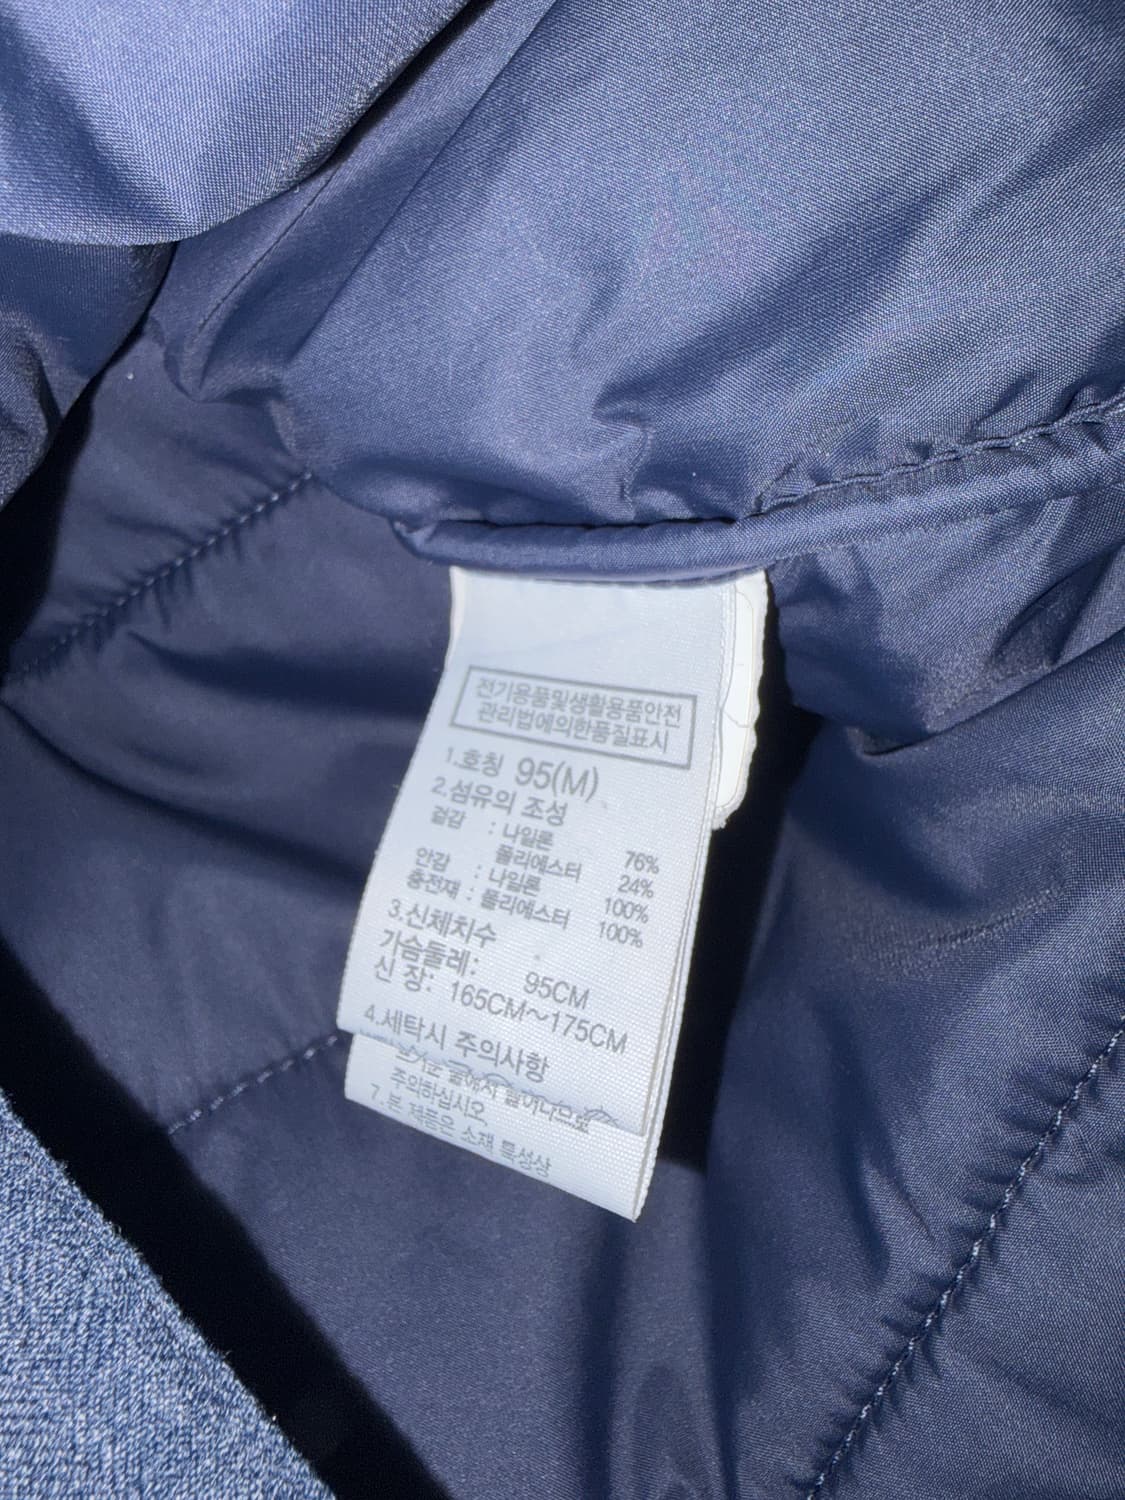 전기용품및생활용품안전
관리법에의한품질표시
1.호칭 95(M)
2.섬유의 조성
겉감 : 나일론 76%
폴리에스터 24%
안감 : 나일론 100%
충전재 : 폴리에스터 100%
3.신체치수
가슴둘레: 95CM
신 장: 165CM~175CM
4.세탁시 주의사항
주의하십시오
7.본 제품은 소재 특성상